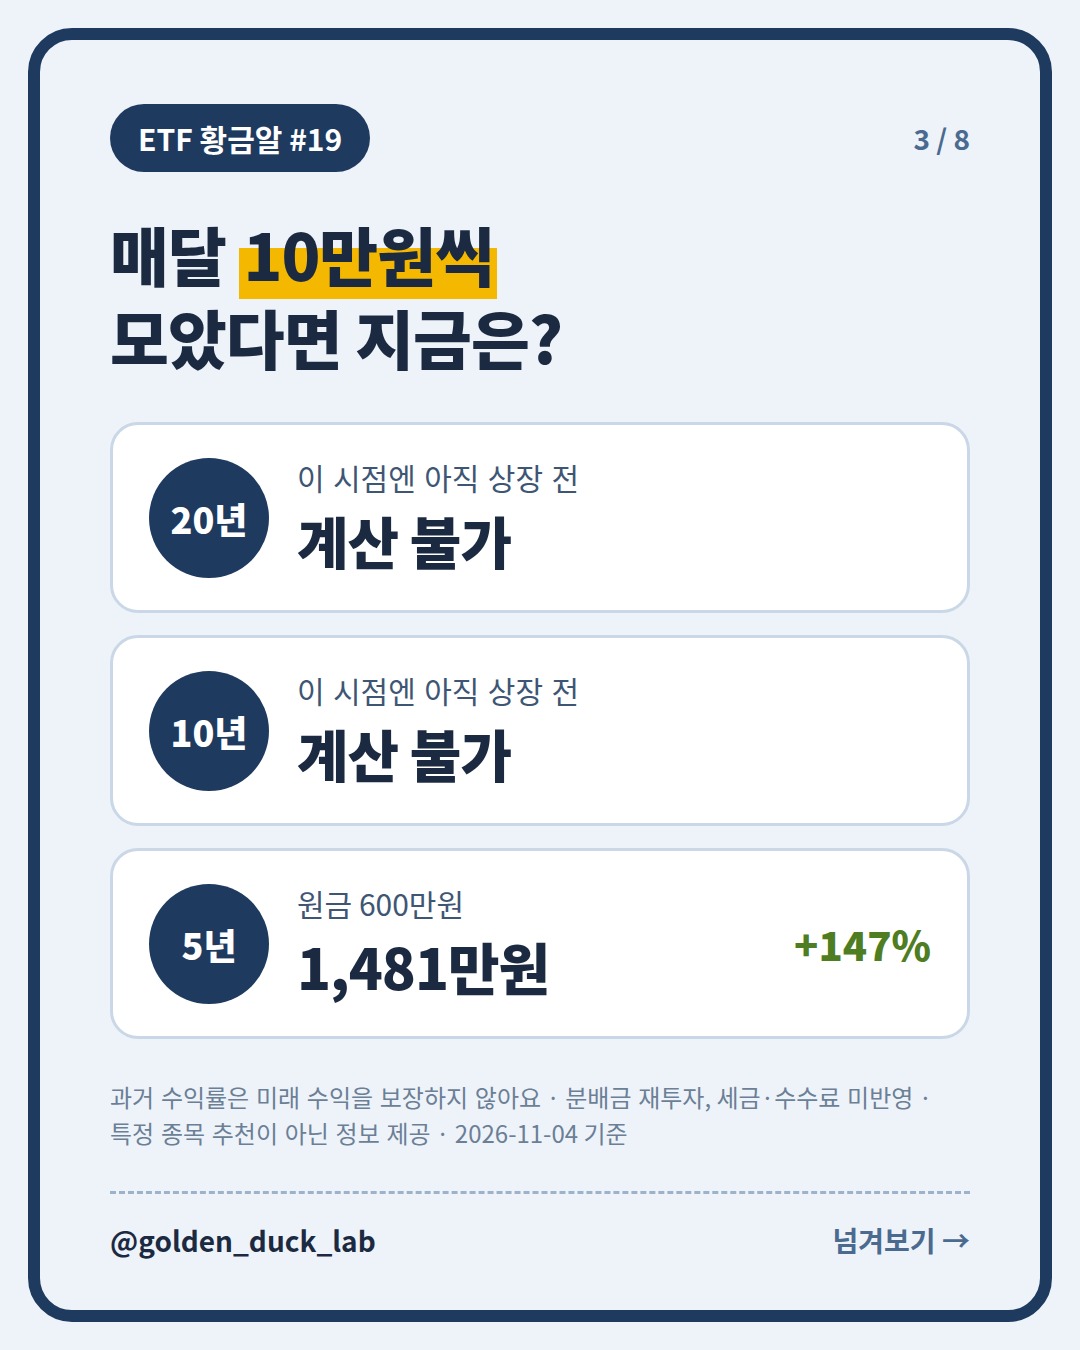 ETF 황금알 #19
3 / 8
매달 10만원씩
모았다면 지금은?
20년
이 시점엔 아직 상장 전
계산 불가
10년
이 시점엔 아직 상장 전
계산 불가
5년
원금 600만원
1,481만원
+147%
과거 수익률은 미래 수익을 보장하지 않아요 · 분배금 재투자, 세금·수수료 미반영 ·
특정 종목 추천이 아닌 정보 제공 · 2026-11-04 기준
@golden_duck_lab
넘겨보기 →